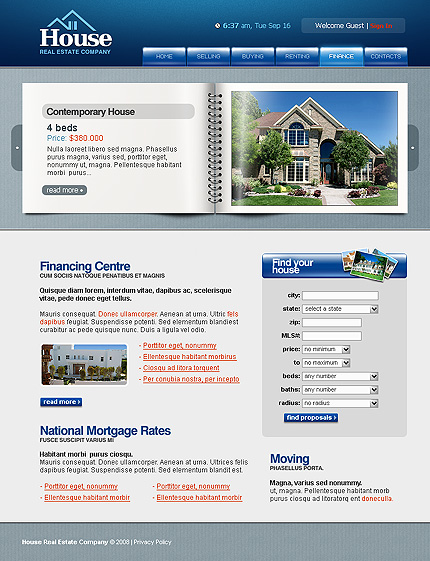 House
REAL ESTATE COMPANY
6:37 am, Tue Sep 16
Welcome Guest | Sign In
HOME SELLING BUYING RENTING FINANCE CONTACTS
Contemporary House
4 beds
Price: $380.000
Nulla laoreet libero sed magna. Phasellus
purus magna, varius sed, porttitor eget,
nonummy ut, magna. Pellentesque habitant
morbi purus...
read more
Financing Centre
CUM SOCIIS NATOQUE PENATIBUS ET MAGNIS
Quisque diam lorem, interdum vitae, dapibus ac, scelerisque
vitae, pede donec eget tellus.
Mauris consequat. Donec ullamcorper. Aenean at urna. Ultric fels
dapibus feugiat. Suspendisse potenti. Sed elementum blandiest
curabitur ac pede quisque nunc. Duis a ligula vel odio.
- Porttitor eget, nonummy
- Ellentesque habitant morbirus
- Ciosqu ad litora torquent
- Per conubia nostra, per incepto
read more
National Mortgage Rates
FUSCE SUSCIPIT VARIUS MI
Habitant morbi purus ciosqu.
Mauris consequat. Donec ullamcorper. Aenean at urna. Ultrices felis
dapibus feugiat. Suspendisse potenti. Sed elementum blandit est.
- Porttitor eget, nonummy
- Ellentesque habitant morbir
- Porttitor eget, nonummy
- Ellentesque habitant morbir
Find your
house
city:
state: select a state
zip:
MLS#:
price: no minimum
to no maximum
beds: any number
baths: any number
radius: no radius
find proposals
Moving
PHASELLUS PORTA.
Magna, varius sed nonummy.
ut, magna. Pellentesque habitant morb
purus ciosqu ad litoratorq ent doneculla.
House Real Estate Company © 2008 | Privacy Policy